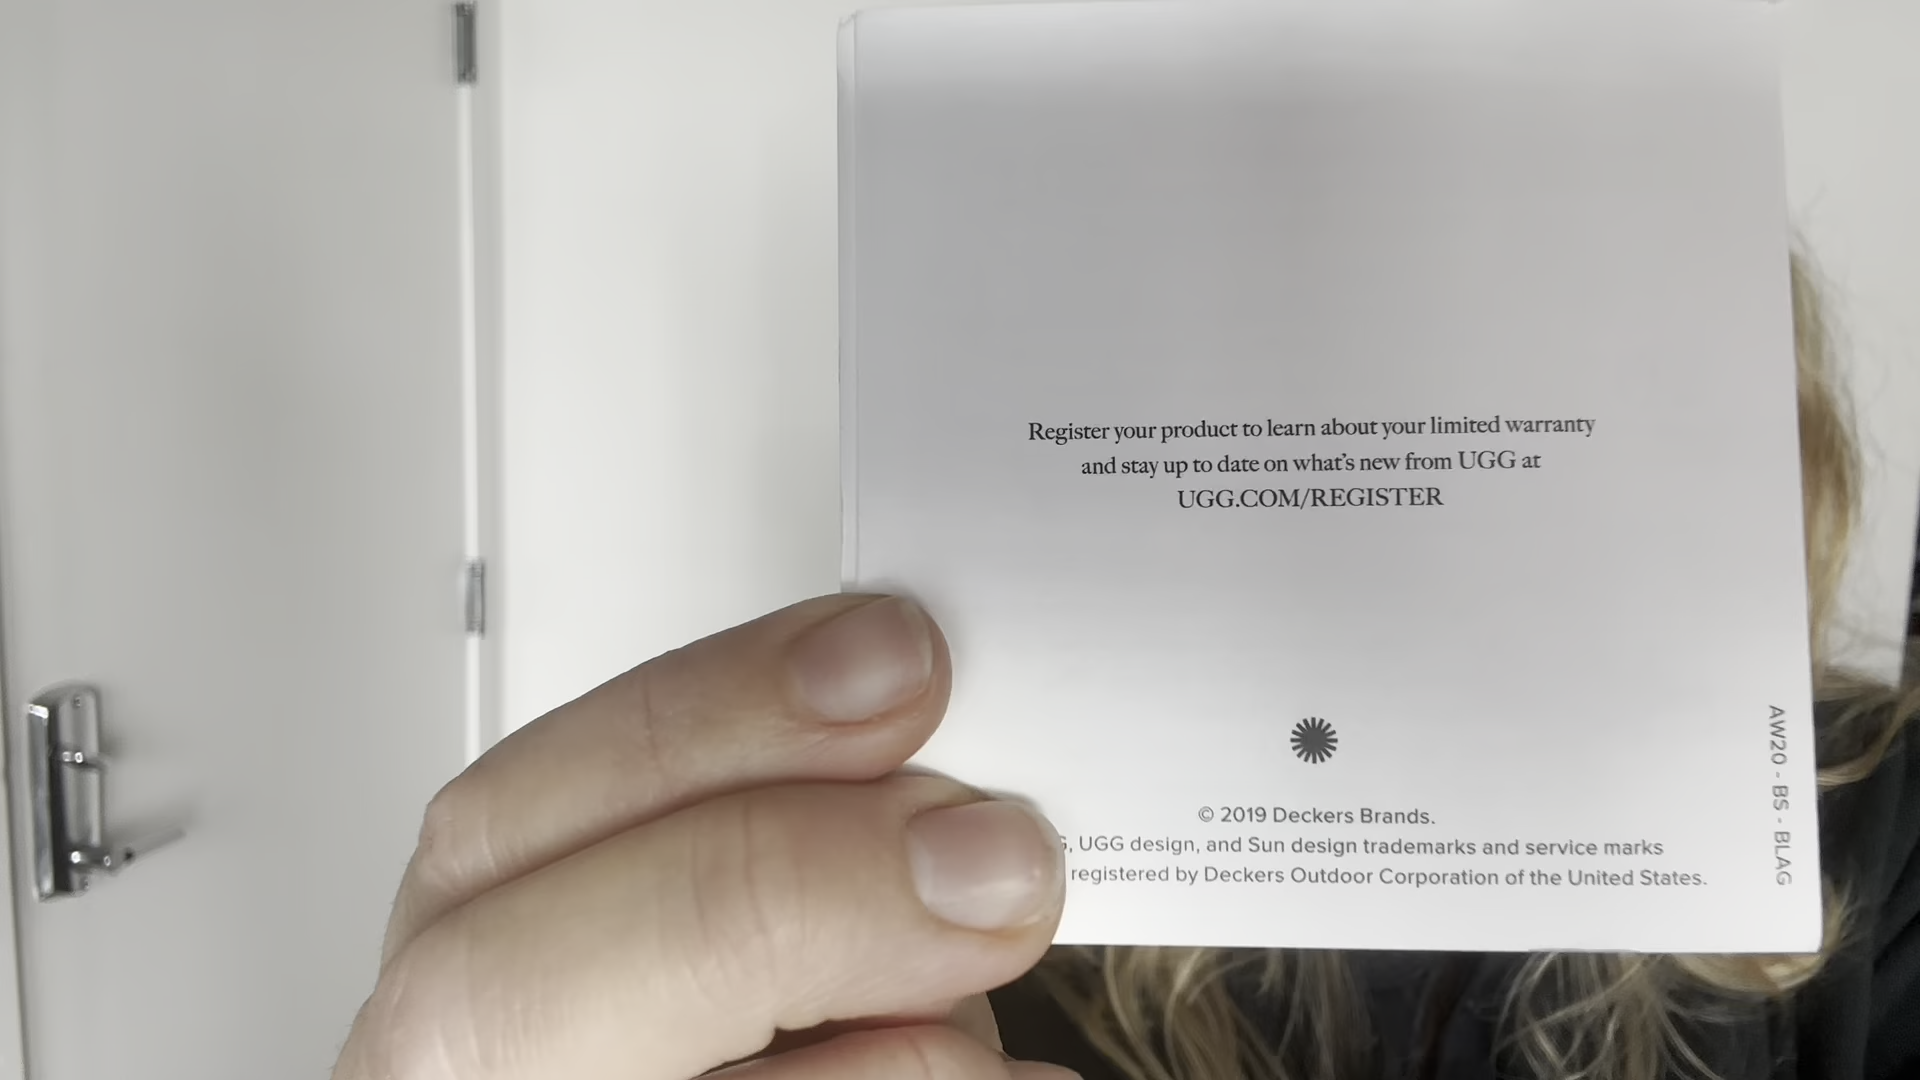 Register your product to learn about your limited warranty
and stay up to date on what's new from UGG at
UGG.COM/REGISTER
© 2019 Deckers Brands.
UGG design, and Sun design trademarks and service marks
registered by Deckers Outdoor Corporation of the United States.
AW20 - BS - BLAG